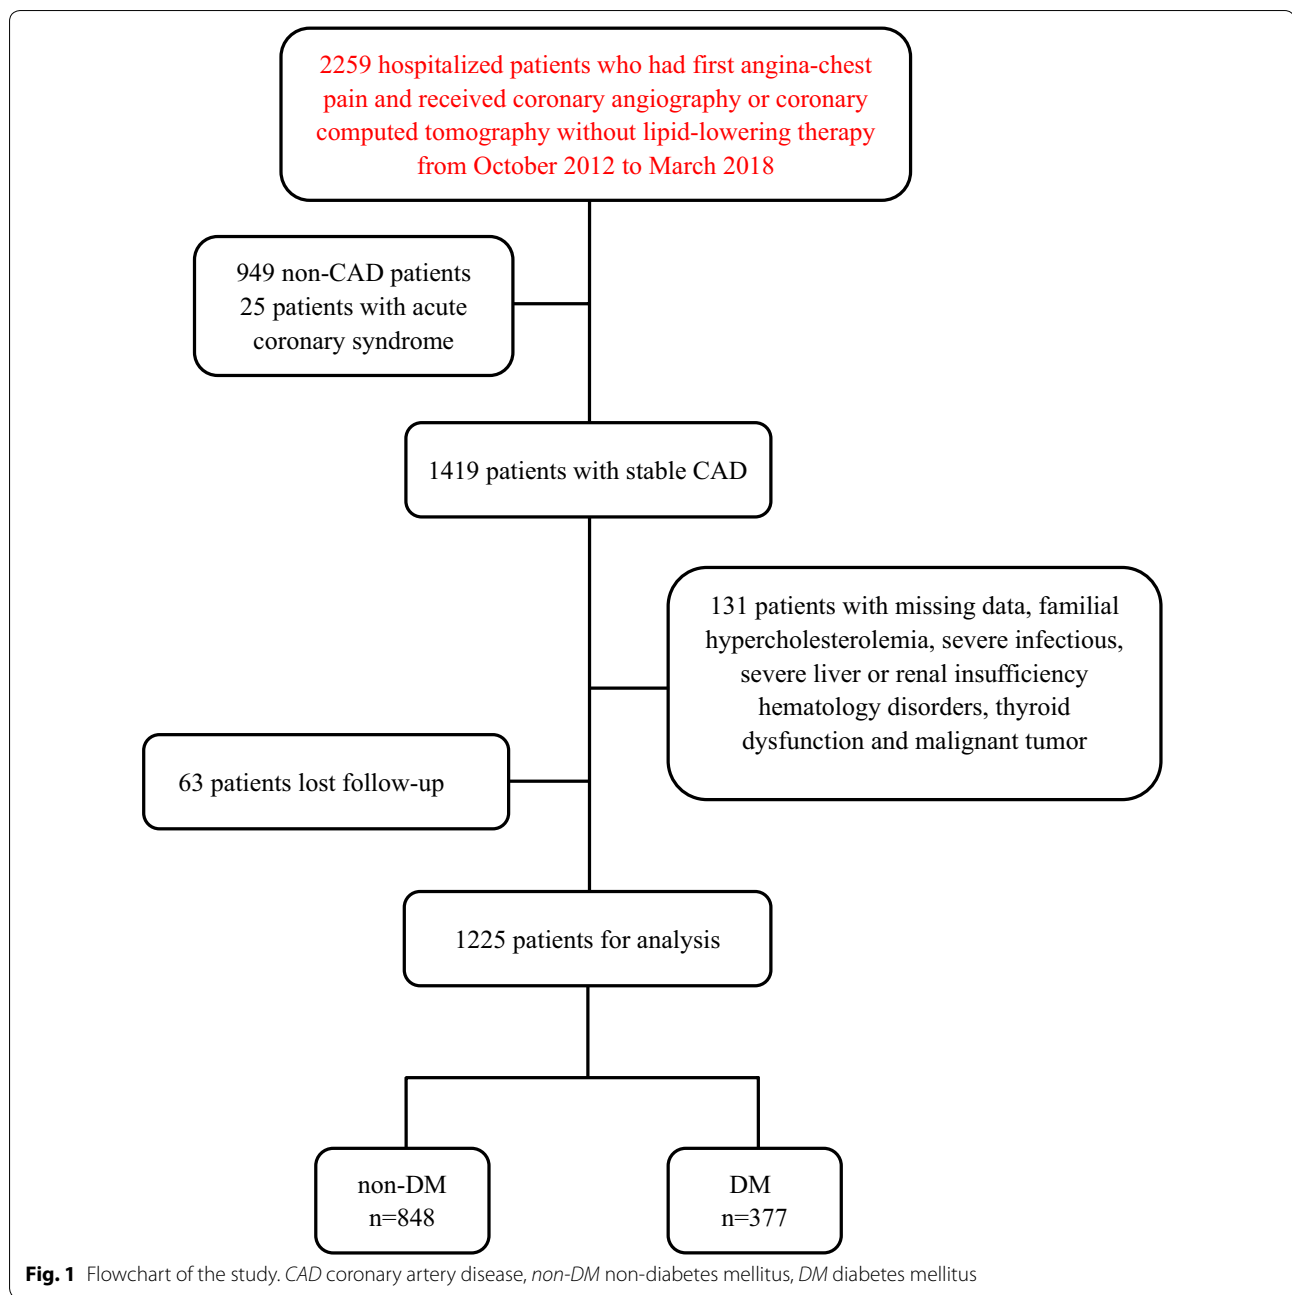 2259 hospitalized patients who had first angina-chest
pain and received coronary angiography or coronary
computed tomography without lipid-lowering therapy
from October 2012 to March 2018
949 non-CAD patients
25 patients with acute
coronary syndrome
1419 patients with stable CAD
131 patients with missing data, familial
hypercholesterolemia, severe infectious,
severe liver or renal insufficiency
hematology disorders, thyroid
dysfunction and malignant tumor
63 patients lost follow-up
1225 patients for analysis
non-DM
n=848
DM
n=377
Fig. 1 Flowchart of the study. CAD coronary artery disease, non-DM non-diabetes mellitus, DM diabetes mellitus